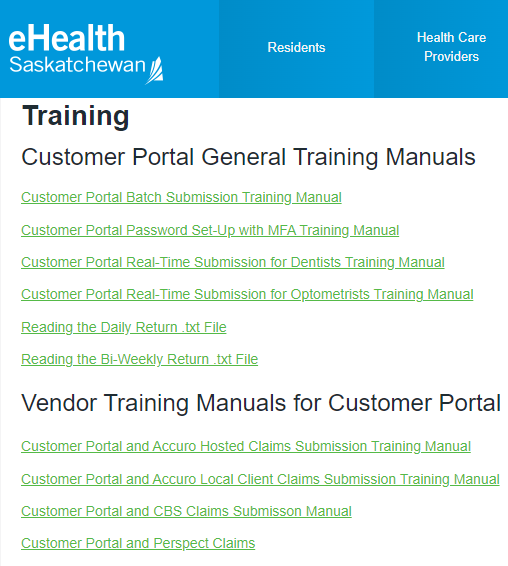 eHealth
Saskatchewan
Residents
Health Care
Providers
Training
Customer Portal General Training Manuals
Customer Portal Batch Submission Training Manual
Customer Portal Password Set-Up with MFA Training Manual
Customer Portal Real-Time Submission for Dentists Training Manual
Customer Portal Real-Time Submission for Optometrists Training Manual
Reading the Daily Return .txt File
Reading the Bi-Weekly Return .txt File
Vendor Training Manuals for Customer Portal
Customer Portal and Accuro Hosted Claims Submission Training Manual
Customer Portal and Accuro Local Client Claims Submission Training Manual
Customer Portal and CBS Claims Submisson Manual
Customer Portal and Perspect Claims